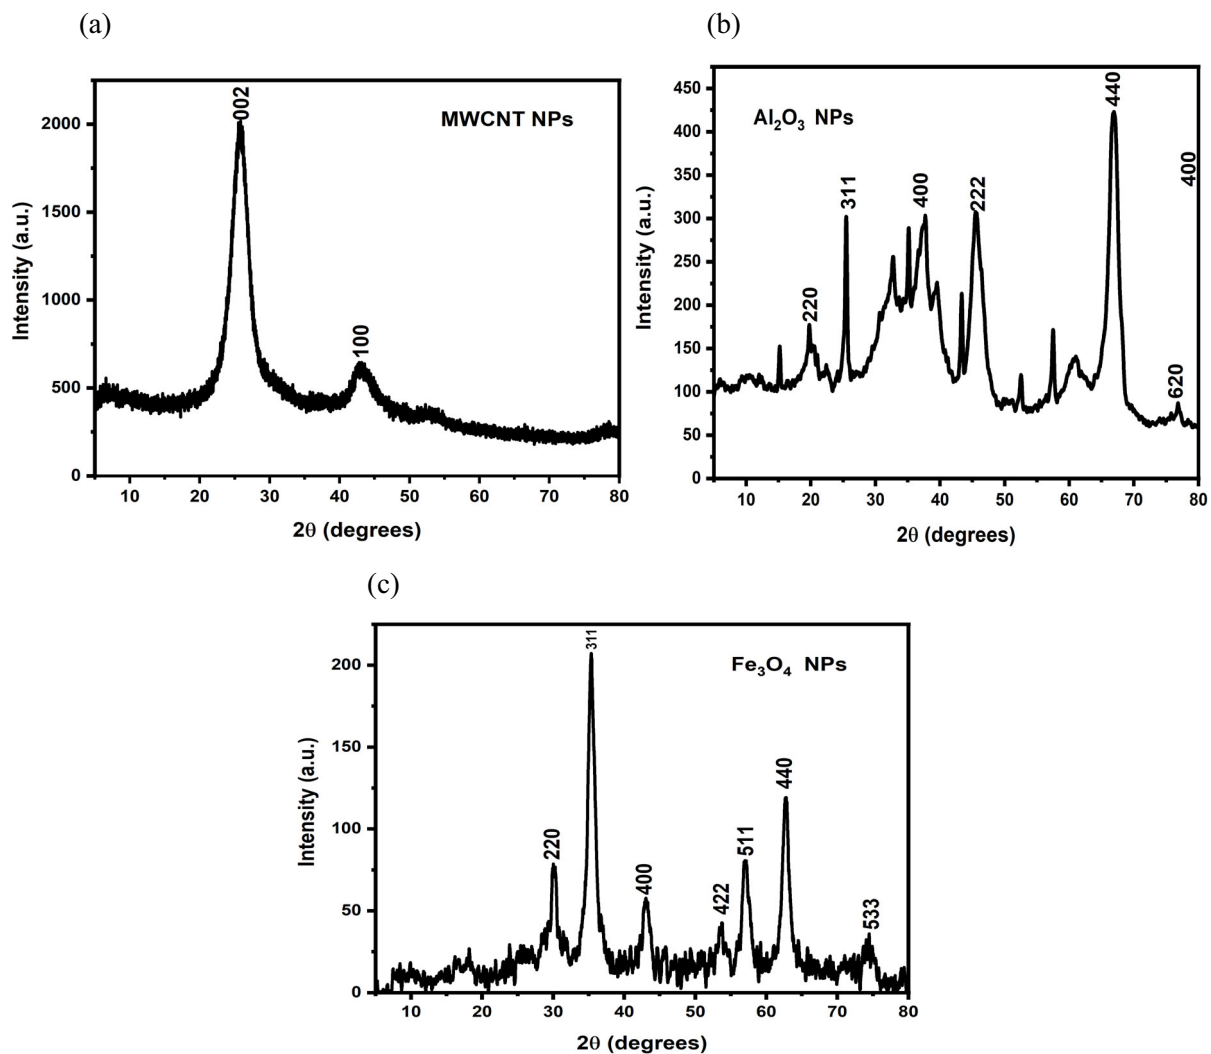 (a)
002
MWCNT NPs
100
2000
1500
1000
500
0
Intensity (a.u.)
10 20 30 40 50 60 70 80
2θ (degrees)
(b)
440
Al₂O₃ NPs
400
311
400
222
220
620
450
400
350
300
250
200
150
100
50
0
Intensity (a.u.)
10 20 30 40 50 60 70 80
2θ (degrees)
(c)
311
Fe₃O₄ NPs
440
220
511
400
422
533
200
150
100
50
0
Intensity (a.u.)
10 20 30 40 50 60 70 80
2θ (degrees)